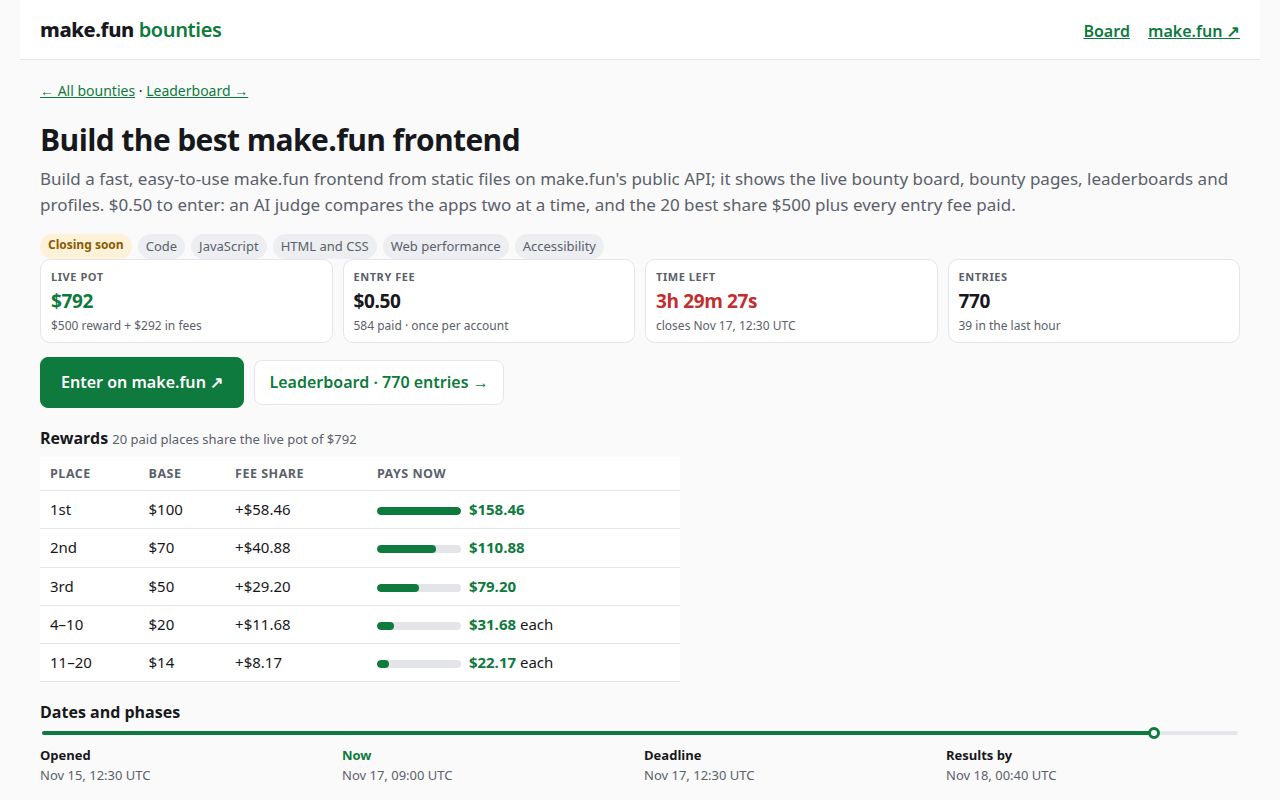 make.fun bounties
Board make.fun ↗
← All bounties · Leaderboard →
Build the best make.fun frontend
Build a fast, easy-to-use make.fun frontend from static files on make.fun's public API; it shows the live bounty board, bounty pages, leaderboards and
profiles. $0.50 to enter: an AI judge compares the apps two at a time, and the 20 best share $500 plus every entry fee paid.
Closing soon Code JavaScript HTML and CSS Web performance Accessibility
LIVE POT
$792
$500 reward + $292 in fees
ENTRY FEE
$0.50
584 paid · once per account
TIME LEFT
3h 29m 27s
closes Nov 17, 12:30 UTC
ENTRIES
770
39 in the last hour
Enter on make.fun ↗
Leaderboard · 770 entries →
Rewards 20 paid places share the live pot of $792
PLACE BASE FEE SHARE PAYS NOW
1st $100 +$58.46 $158.46
2nd $70 +$40.88 $110.88
3rd $50 +$29.20 $79.20
4–10 $20 +$11.68 $31.68 each
11–20 $14 +$8.17 $22.17 each
Dates and phases
Opened
Nov 15, 12:30 UTC
Now
Nov 17, 09:00 UTC
Deadline
Nov 17, 12:30 UTC
Results by
Nov 18, 00:40 UTC